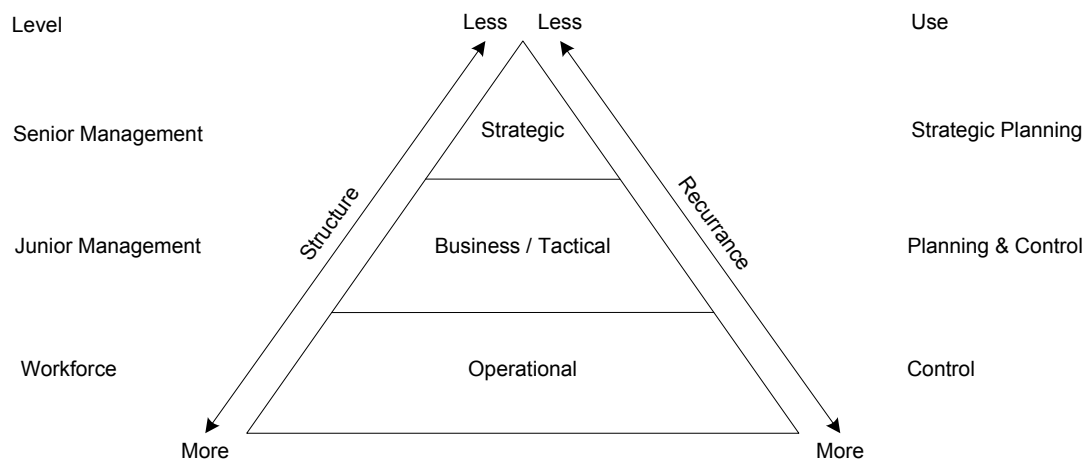 Level
Less Less
Use
Senior Management
Strategic
Strategic Planning
Structure
Recurrance
Junior Management
Business / Tactical
Planning & Control
Workforce
Operational
Control
More
More